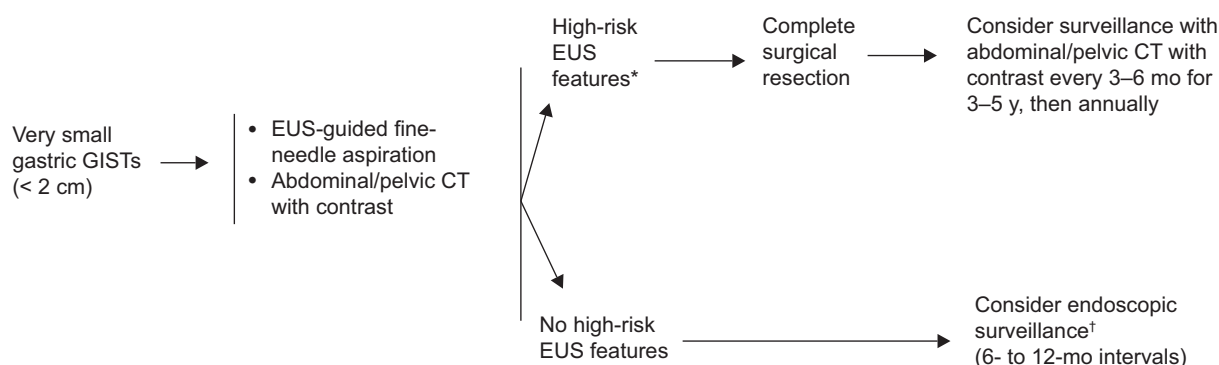 Very small
gastric GISTs
(< 2 cm)
• EUS-guided fine-
needle aspiration
• Abdominal/pelvic CT
with contrast
High-risk
EUS
features*
Complete
surgical
resection
Consider surveillance with
abdominal/pelvic CT with
contrast every 3–6 mo for
3–5 y, then annually
No high-risk
EUS features
Consider endoscopic
surveillance†
(6- to 12-mo intervals)